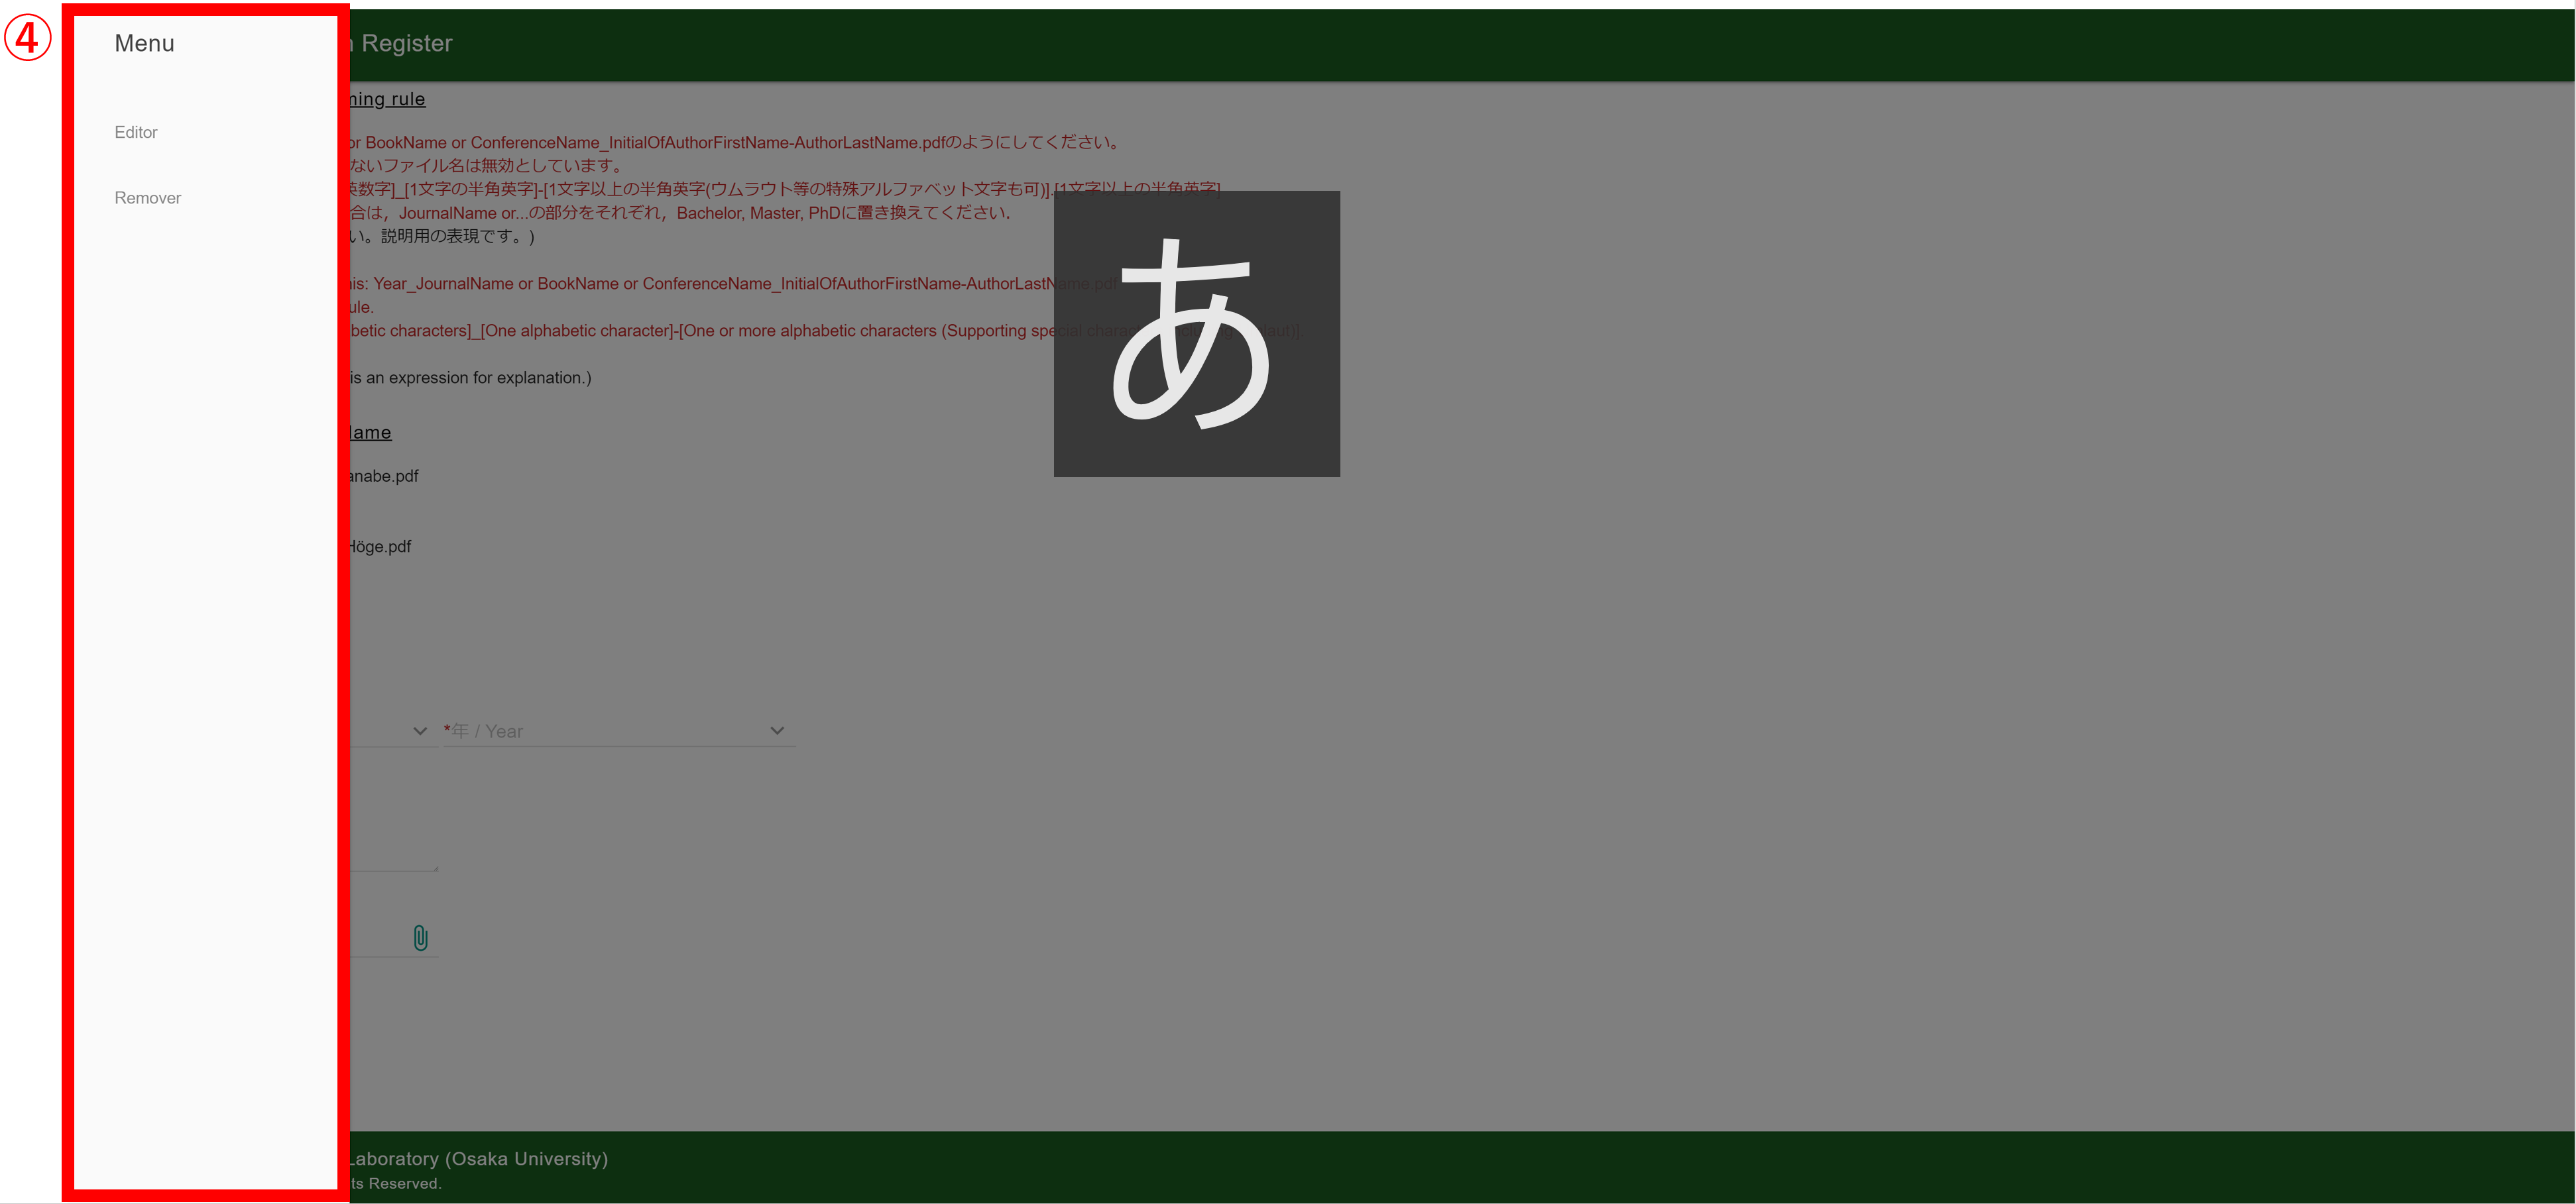 ④
Menu
Register
Editor
Remover
ming rule
or BookName or ConferenceName_InitialOfAuthorFirstName-AuthorLastName.pdfのようにしてください。
ないファイル名は無効としています。
英数字]_[1文字の半角英字]-[1文字以上の半角英字(ウムラウト等の特殊アルファベット文字も可)].[1文字以上の半角英字]
合は，JournalName or...の部分をそれぞれ，Bachelor, Master, PhDに置き換えてください．
い。説明用の表現です。)
his: Year_JournalName or BookName or ConferenceName_InitialOfAuthorFirstName-AuthorLastName.pdf
ule.
betic characters]_[One alphabetic character]-[One or more alphabetic characters (Supporting special
is an expression for explanation.)
あ
Name
anabe.pdf
Höge.pdf
*年 / Year
Laboratory (Osaka University)
ts Reserved.